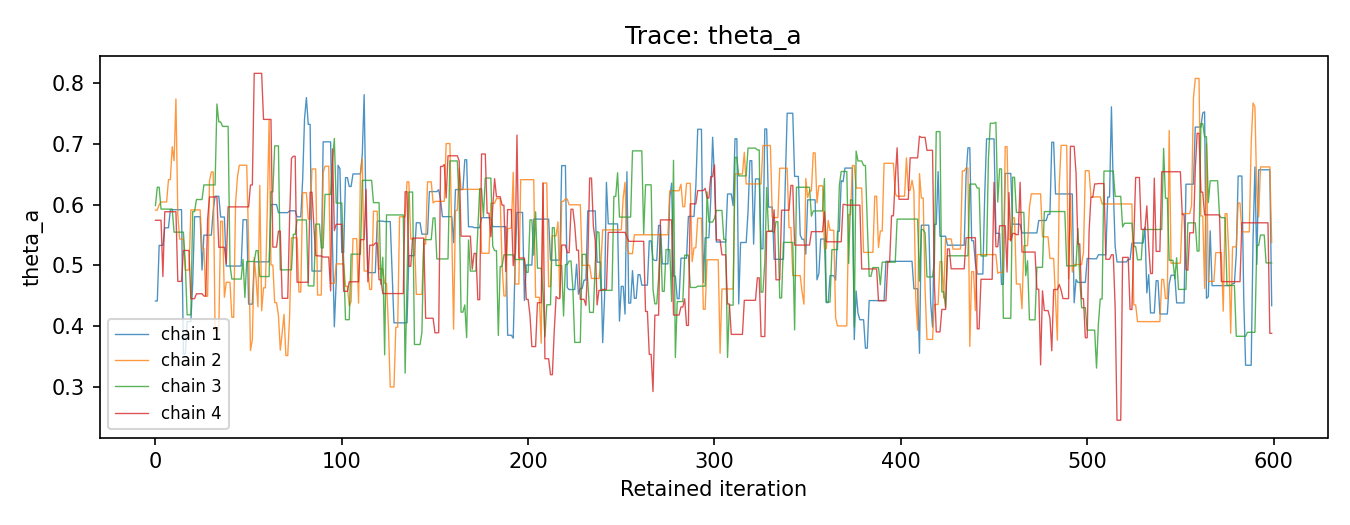 Trace: theta_a
theta_a
0.8
0.7
0.6
0.5
0.4
0.3
chain 1
chain 2
chain 3
chain 4
0 100 200 300 400 500 600
Retained iteration